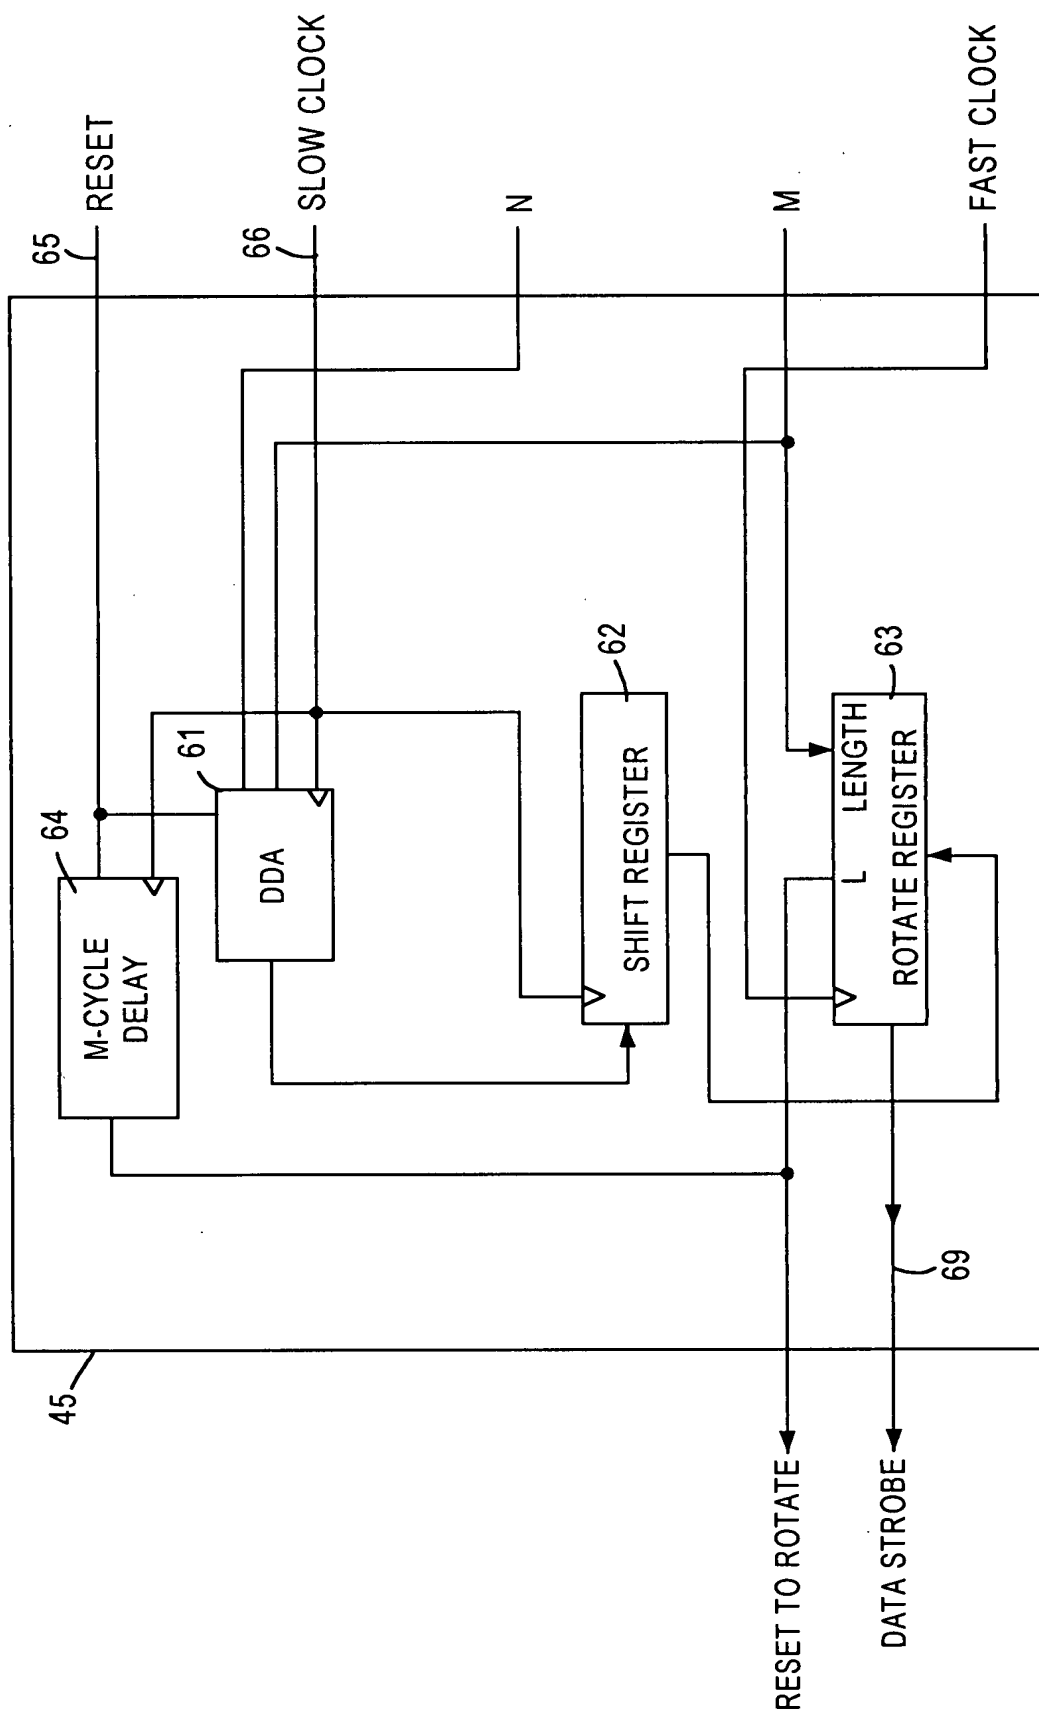 RESET
65
SLOW CLOCK
66
N
M
FAST CLOCK
64
M-CYCLE
DELAY
61
DDA
62
SHIFT REGISTER
63
L LENGTH
ROTATE REGISTER
45
69
RESET TO ROTATE
DATA STROBE